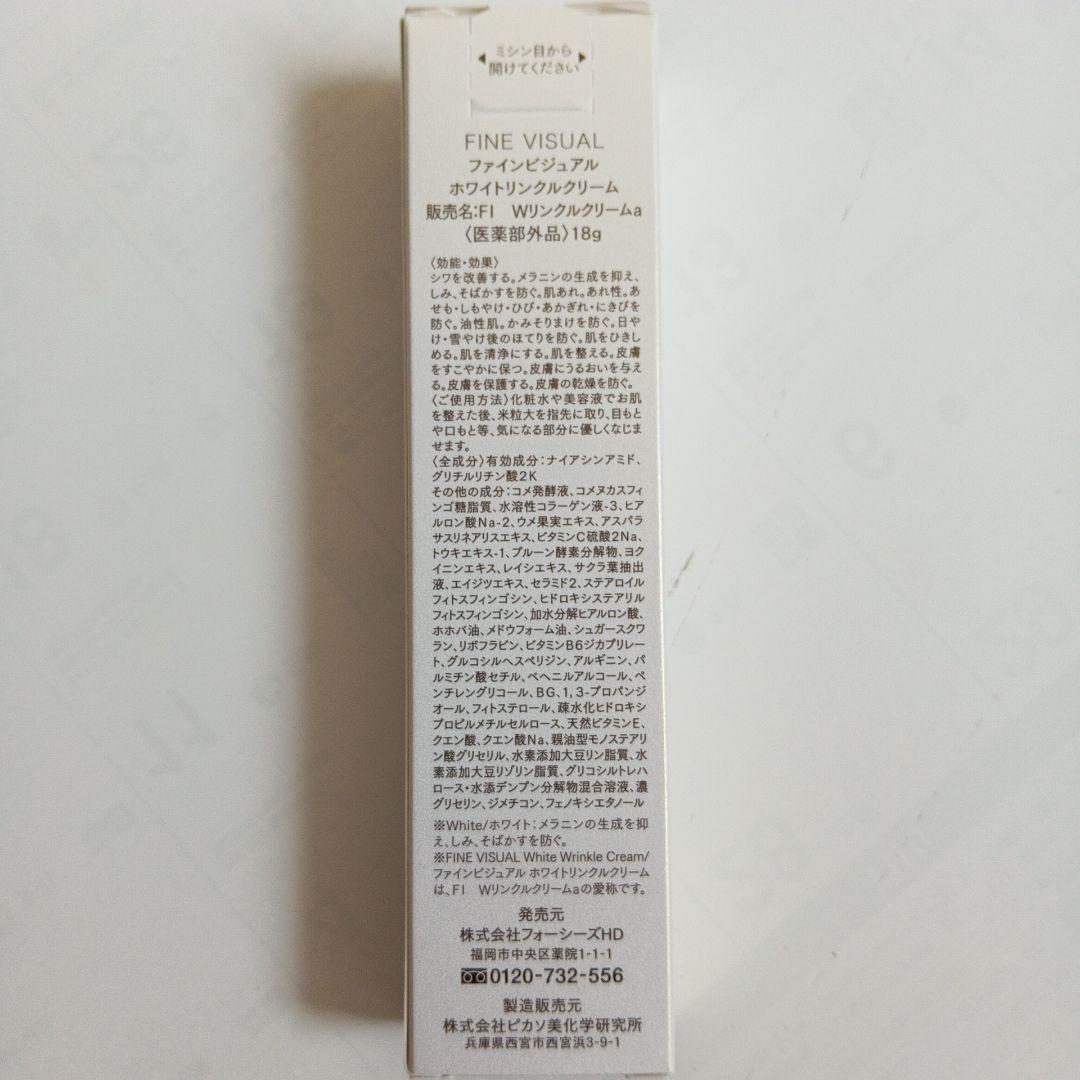 ミシン目から
開けてください
FINE VISUAL
ファインビジュアル
ホワイトリンクルクリーム
販売名:FI Wリンクルクリームa
〈医薬部外品〉18g
〈効能・効果〉
シワを改善する。メラニンの生成を抑え、
しみ、そばかすを防ぐ。肌あれ。あれ性。あ
せも・しもやけ・ひび・あかぎれ・にきびを
防ぐ。油性肌。かみそりまけを防ぐ。日や
け・雪やけ後のほてりを防ぐ。肌をひきし
める。肌を清浄にする。肌を整える。皮膚
をすこやかに保つ。皮膚にうるおいを与え
る。皮膚を保護する。皮膚の乾燥を防ぐ。
〈ご使用方法〉化粧水や美容液でお肌
を整えた後、米粒大を指先に取り、目もと
や口もと等、気になる部分に優しくなじま
せます。
〈全成分〉有効成分:ナイアシンアミド、
グリチルリチン酸2K
その他の成分:コメ発酵液、コメヌカスフィ
ンゴ糖脂質、水溶性コラーゲン液-3、ヒア
ルロン酸Na-2、ウメ果実エキス、アスパラ
サスリネアリスエキス、ビタミンC硫酸2Na、
トウキエキス-1、プルーン酵素分解物、ヨク
イニンエキス、レイシエキス、サクラ葉抽出
液、エイジツエキス、セラミド2、ステアロイル
フィトスフィンゴシン、ヒドロキシステアリル
フィトスフィンゴシン、加水分解ヒアルロン酸、
ホホバ油、メドウフォーム油、シュガースクワ
ラン、リボフラビン、ビタミンB6ジカプリレー
ト、グルコシルヘスペリジン、アルギニン、パ
ルミチン酸セチル、ベヘニルアルコール、ペ
ンチレングリコール、BG、1,3-プロパンジ
オール、フィトステロール、疎水化ヒドロキシ
プロピルメチルセルロース、天然ビタミンE、
クエン酸、クエン酸Na、親油型モノステアリ
ン酸グリセリル、水素添加大豆リン脂質、水
素添加大豆リゾリン脂質、グリコシルトレハ
ロース・水添デンプン分解物混合溶液、濃
グリセリン、ジメチコン、フェノキシエタノール
※White/ホワイト:メラニンの生成を抑
え、しみ、そばかすを防ぐ。
※FINE VISUAL White Wrinkle Cream/
ファインビジュアル ホワイトリンクルクリーム
は、FI Wリンクルクリームaの愛称です。
発売元
株式会社フォーシーズHD
福岡市中央区薬院1-1-1
0120-732-556
製造販売元
株式会社ピカソ美化学研究所
兵庫県西宮市西宮浜3-9-1